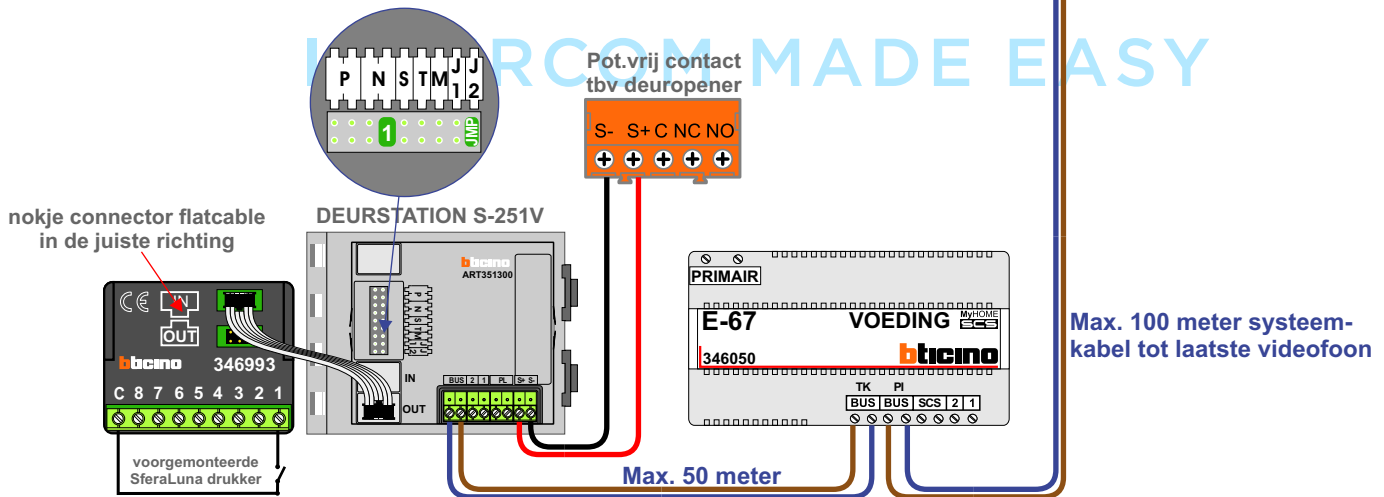 INTERCOM MADE EASY
P N S T M J1 J2
1 JMP
Pot.vrij contact
tbv deuropener
S- S+ C NC NO
nokje connector flatcable
in de juiste richting
DEURSTATION S-251V
bticino
ART351300
P N S T M J1 J2
IN
OUT
BUS 2 1 PL S+ S-
CE IN
OUT
bticino 346993
C 8 7 6 5 4 3 2 1
voorgemonteerde
SferaLuna drukker
PRIMAIR
E-67 VOEDING MyHOME
SCS
346050 bticino
TK PI
BUS BUS SCS 2 1
Max. 50 meter
Max. 100 meter systeem-
kabel tot laatste videofoon